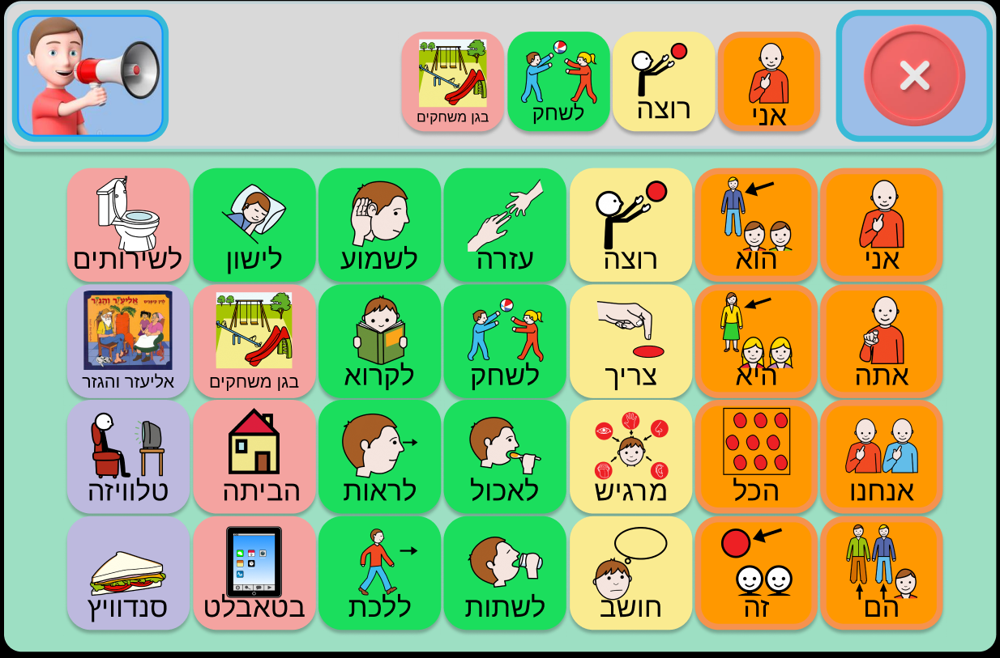 אני
רוצה
לשחק
בגן משחקים
אני
הוא
רוצה
עזרה
לשמוע
לישון
לשירותים
אתה
היא
צריך
לשחק
לקרוא
בגן משחקים
אליעזר והגזר
אליעזר והגזר
אנחנו
הכל
מרגיש
לאכול
לראות
הביתה
טלוויזה
הם
זה
חושב
לשתות
ללכת
בטאבלט
סנדוויץ